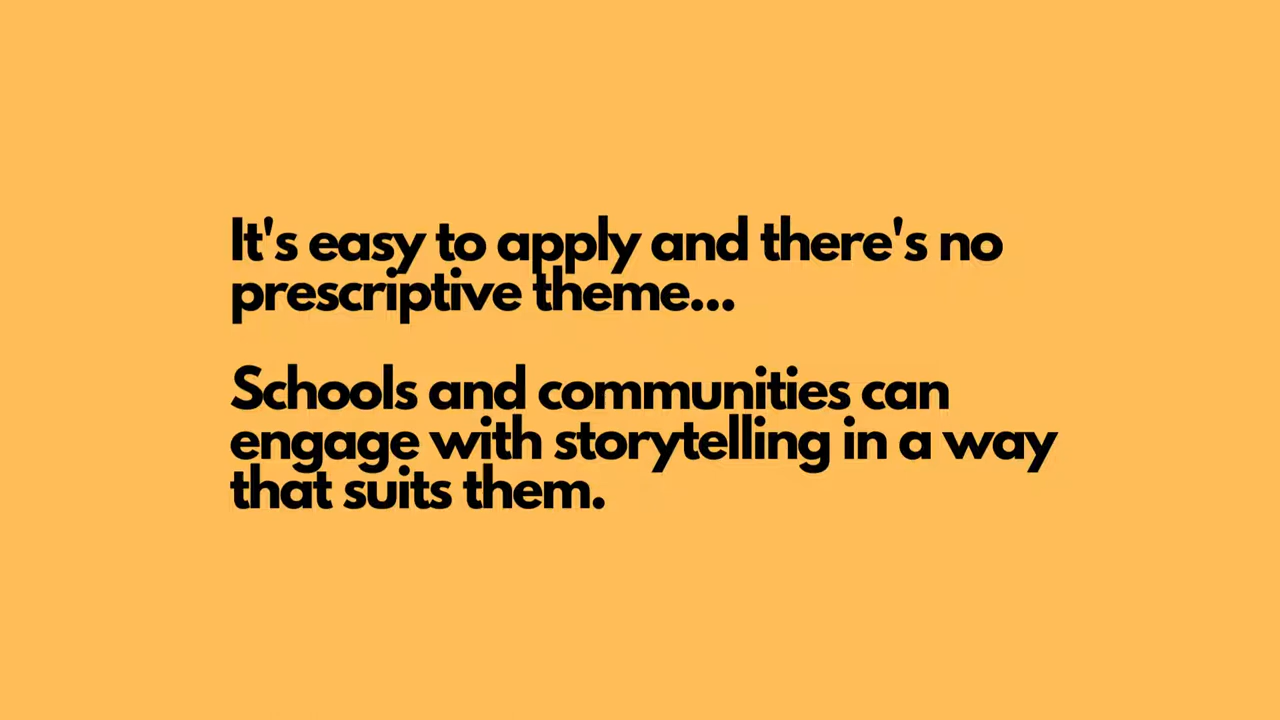 It's easy to apply and there's no
prescriptive theme...
Schools and communities can
engage with storytelling in a way
that suits them.